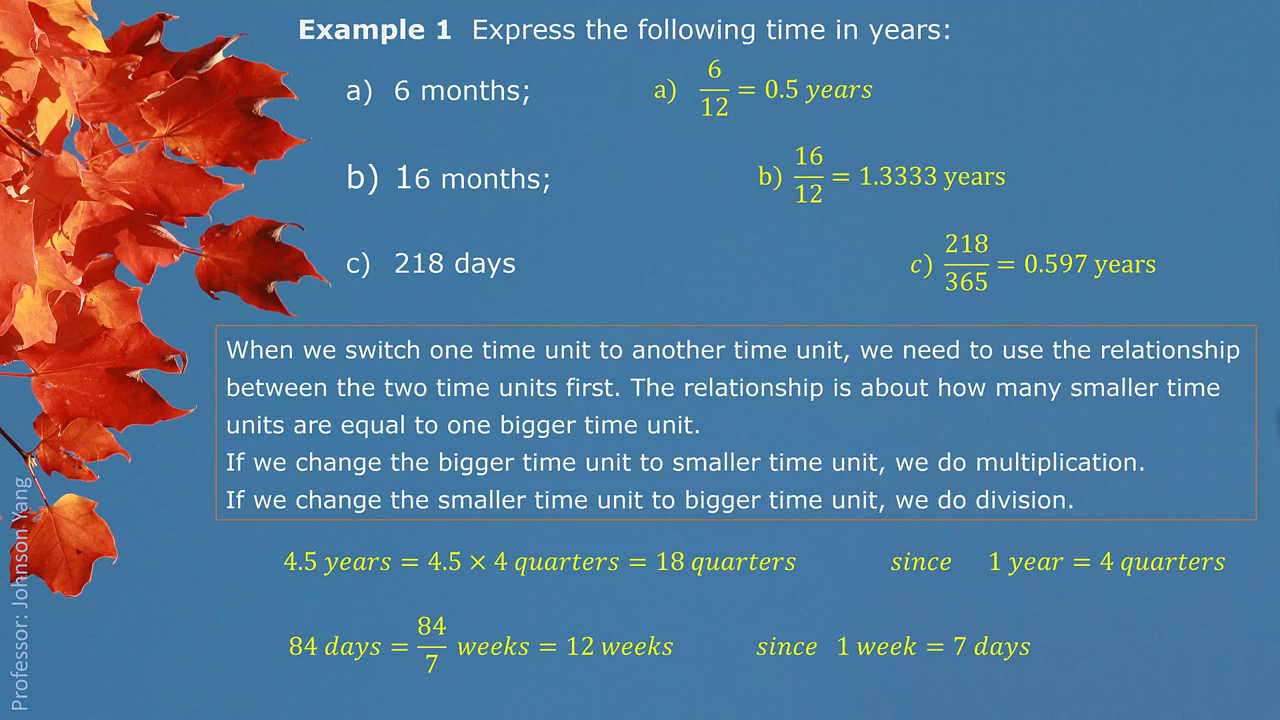 Example 1 Express the following time in years:
a) 6 months; a) 6/12 = 0.5 years
b) 16 months; b) 16/12 = 1.3333 years
c) 218 days c) 218/365 = 0.597 years
When we switch one time unit to another time unit, we need to use the relationship
between the two time units first. The relationship is about how many smaller time
units are equal to one bigger time unit.
If we change the bigger time unit to smaller time unit, we do multiplication.
If we change the smaller time unit to bigger time unit, we do division.
4.5 years = 4.5 × 4 quarters = 18 quarters since 1 year = 4 quarters
84 days = 84/7 weeks = 12 weeks since 1 week = 7 days
Professor: Johnson Yang